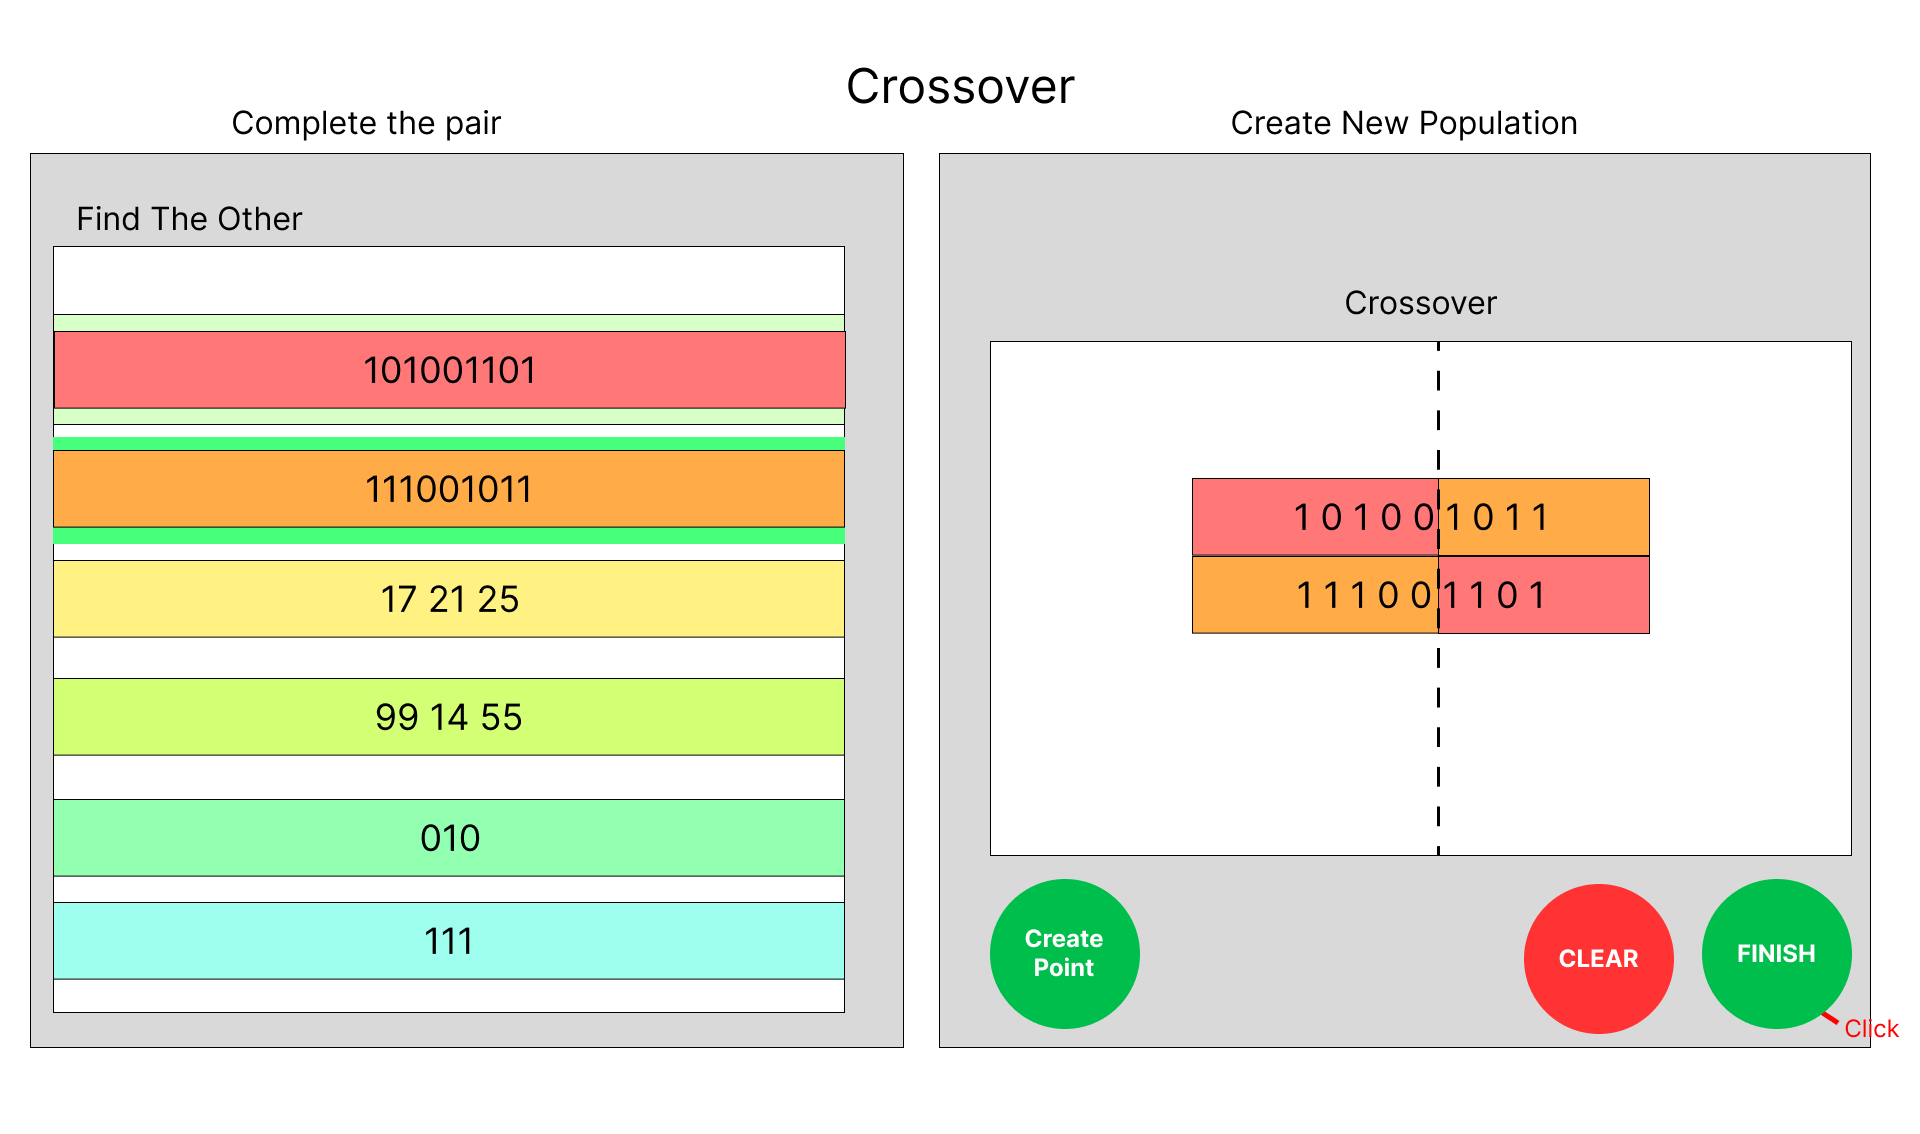 Crossover
Complete the pair
Create New Population
Find The Other
101001101
111001011
17 21 25
99 14 55
010
111
Crossover
1 0 1 0 0 1 0 1 1
1 1 1 0 0 1 1 0 1
Create
Point
CLEAR
FINISH
Click